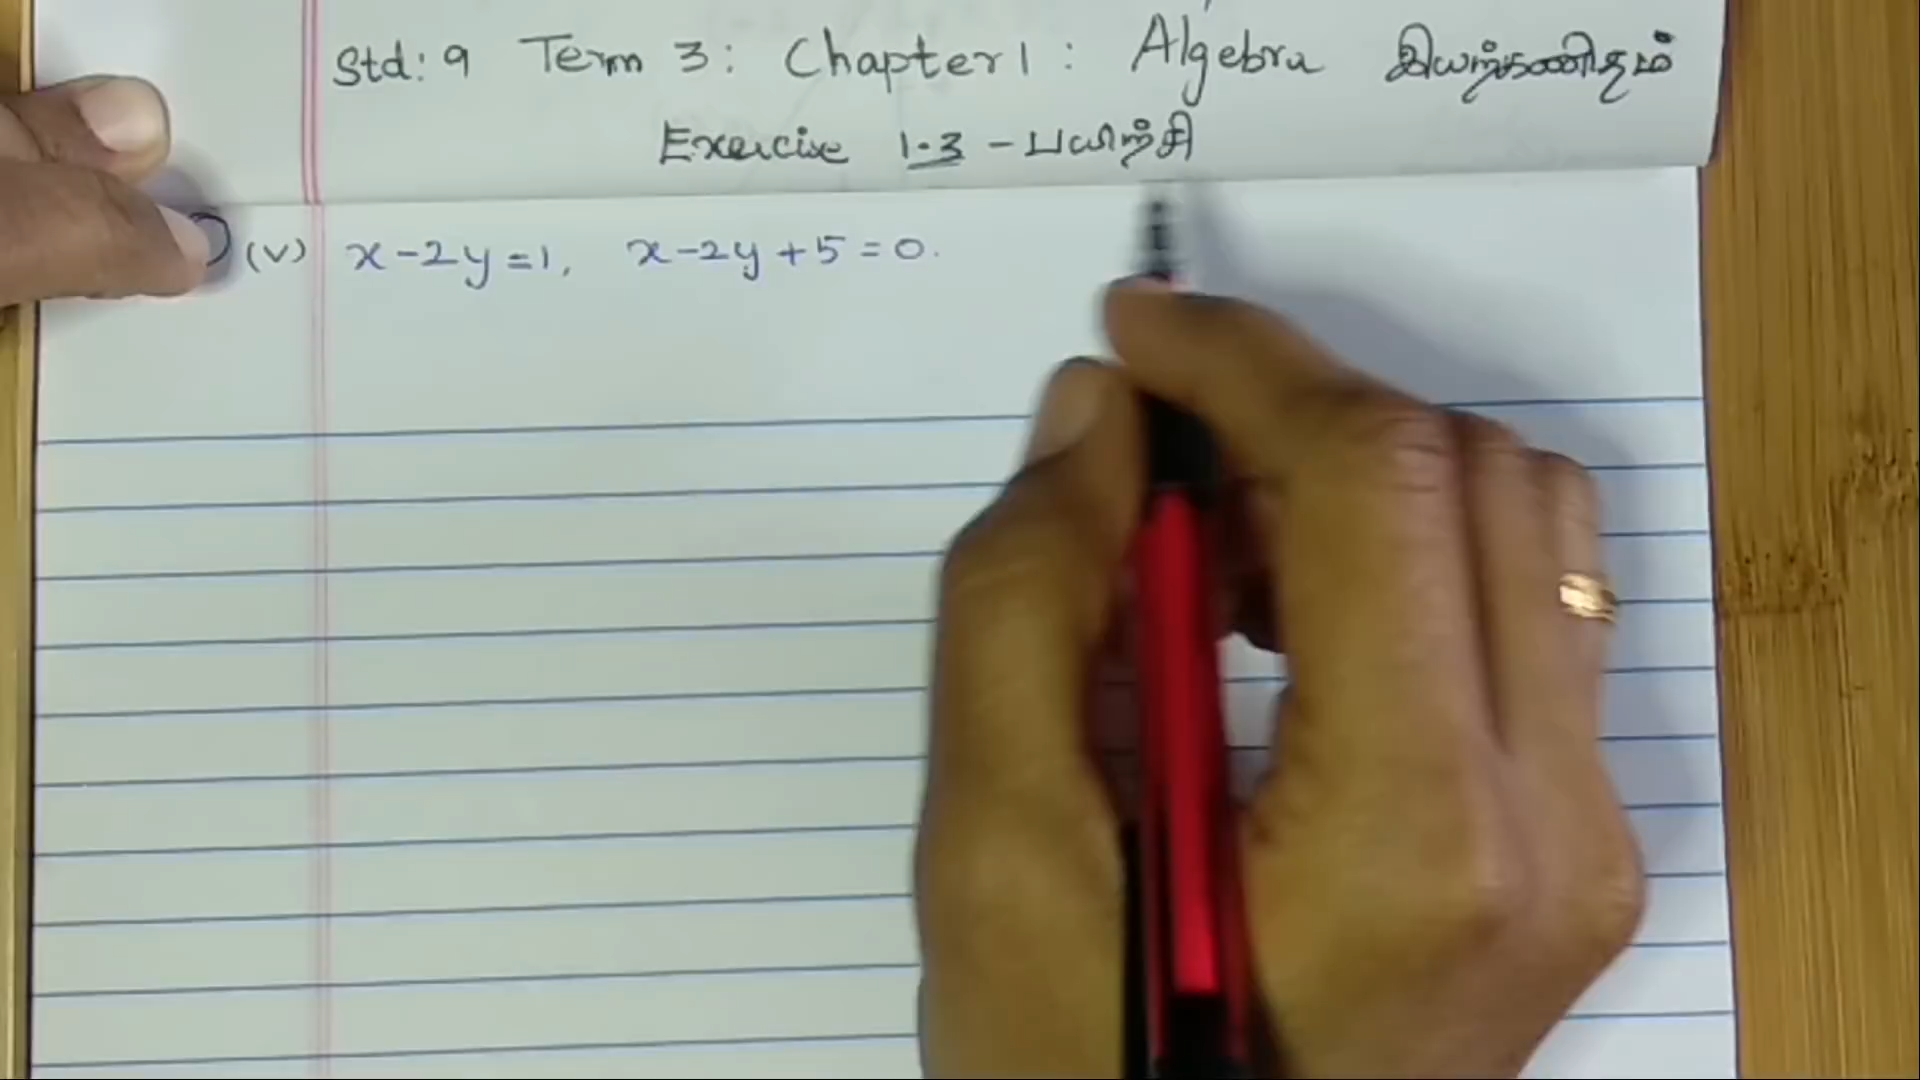 Std: 9 Term 3: Chapter 1 : Algebra இயற்கணிதம்
Exercise 1.3 - பயிற்சி
(v) x-2y=1, x-2y+5=0.